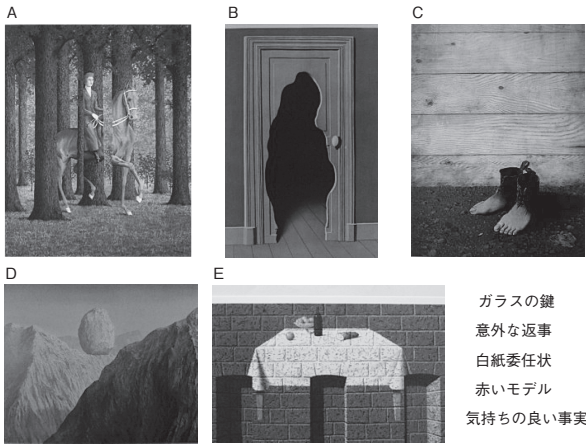 A
B
C
D
E
ガラスの鍵
意外な返事
白紙委任状
赤いモデル
気持ちの良い事実